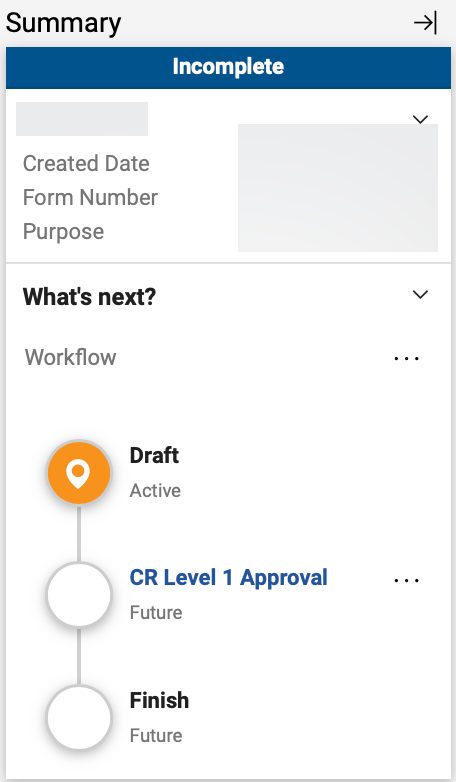 Summary
Incomplete
Created Date
Form Number
Purpose
What's next?
Workflow
Draft
Active
CR Level 1 Approval
Future
Finish
Future